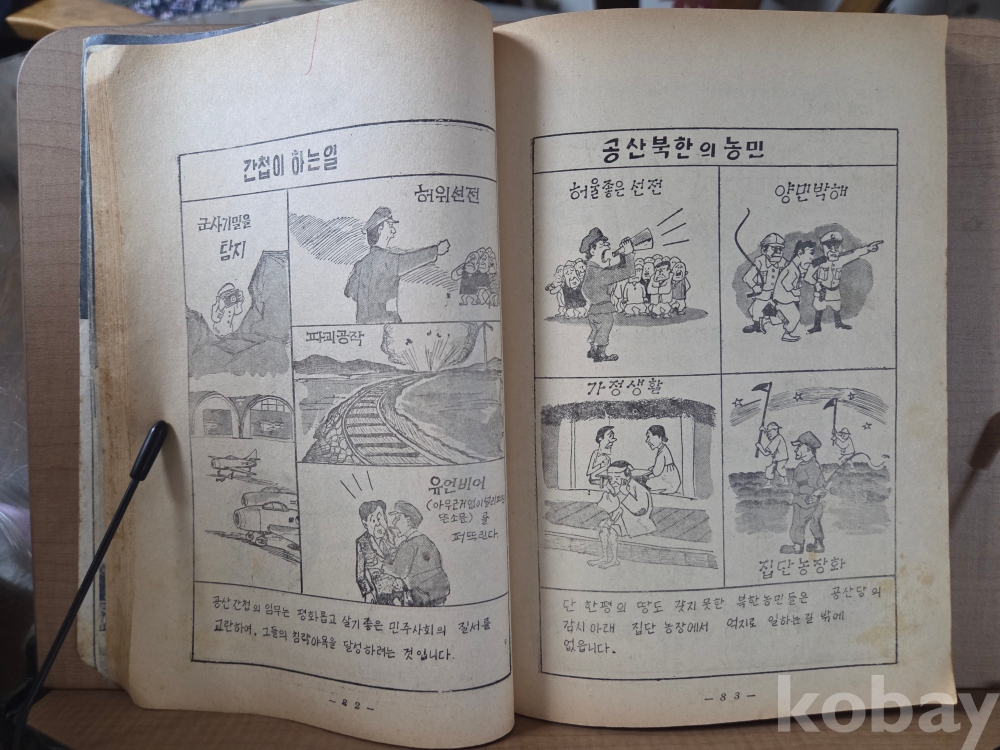 간첩이 하는일
군사기밀을
탐지
허위선전
파괴공작
유언비어
(아무근거없이 널리퍼진
뜬소문)를
퍼뜨린다.
공산간첩의 임무는 평화롭고 살기좋은 민주사회의 질서를
교란하여, 그들의 침략야욕을 달성하려는 것입니다.
— 82 —
공산북한의 농민
허울좋은 선전
양민박해
가정생활
집단농장화
단 한평의 땅도 갖지못한 북한농민들은 공산당의
감시아래 집단 농장에서 억지로 일하는길 밖에
없읍니다.
— 83 —
kobay